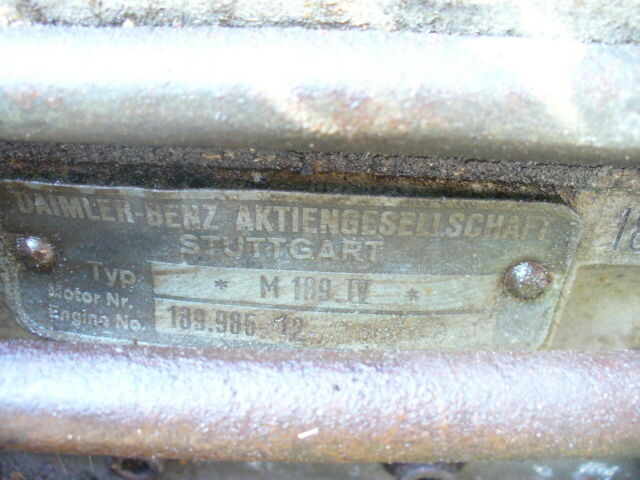 DAIMLER-BENZ AKTIENGESELLSCHAFT
STUTTGART
Typ * M 189.IV *
Motor Nr.
Engine No. 189.986 12